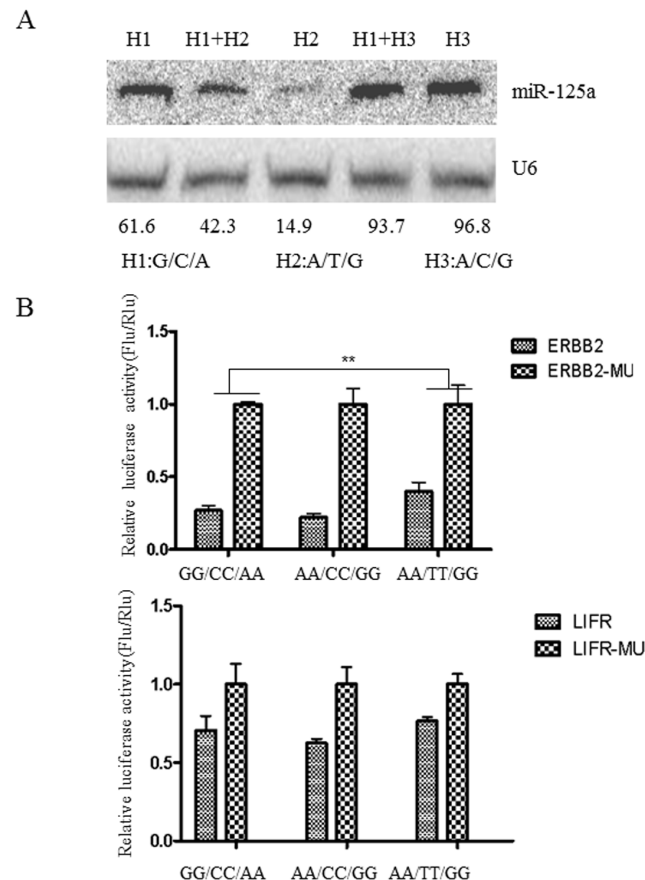 A
H1 H1+H2 H2 H1+H3 H3
miR-125a
U6
61.6 42.3 14.9 93.7 96.8
H1:G/C/A H2:A/T/G H3:A/C/G
B
Relative luciferase activity(Flu/Rlu)
1.5
1.0
0.5
0.0
**
ERBB2
ERBB2-MU
GG/CC/AA AA/CC/GG AA/TT/GG
Relative luciferase activity(Flu/Rlu)
1.5
1.0
0.5
0.0
LIFR
LIFR-MU
GG/CC/AA AA/CC/GG AA/TT/GG